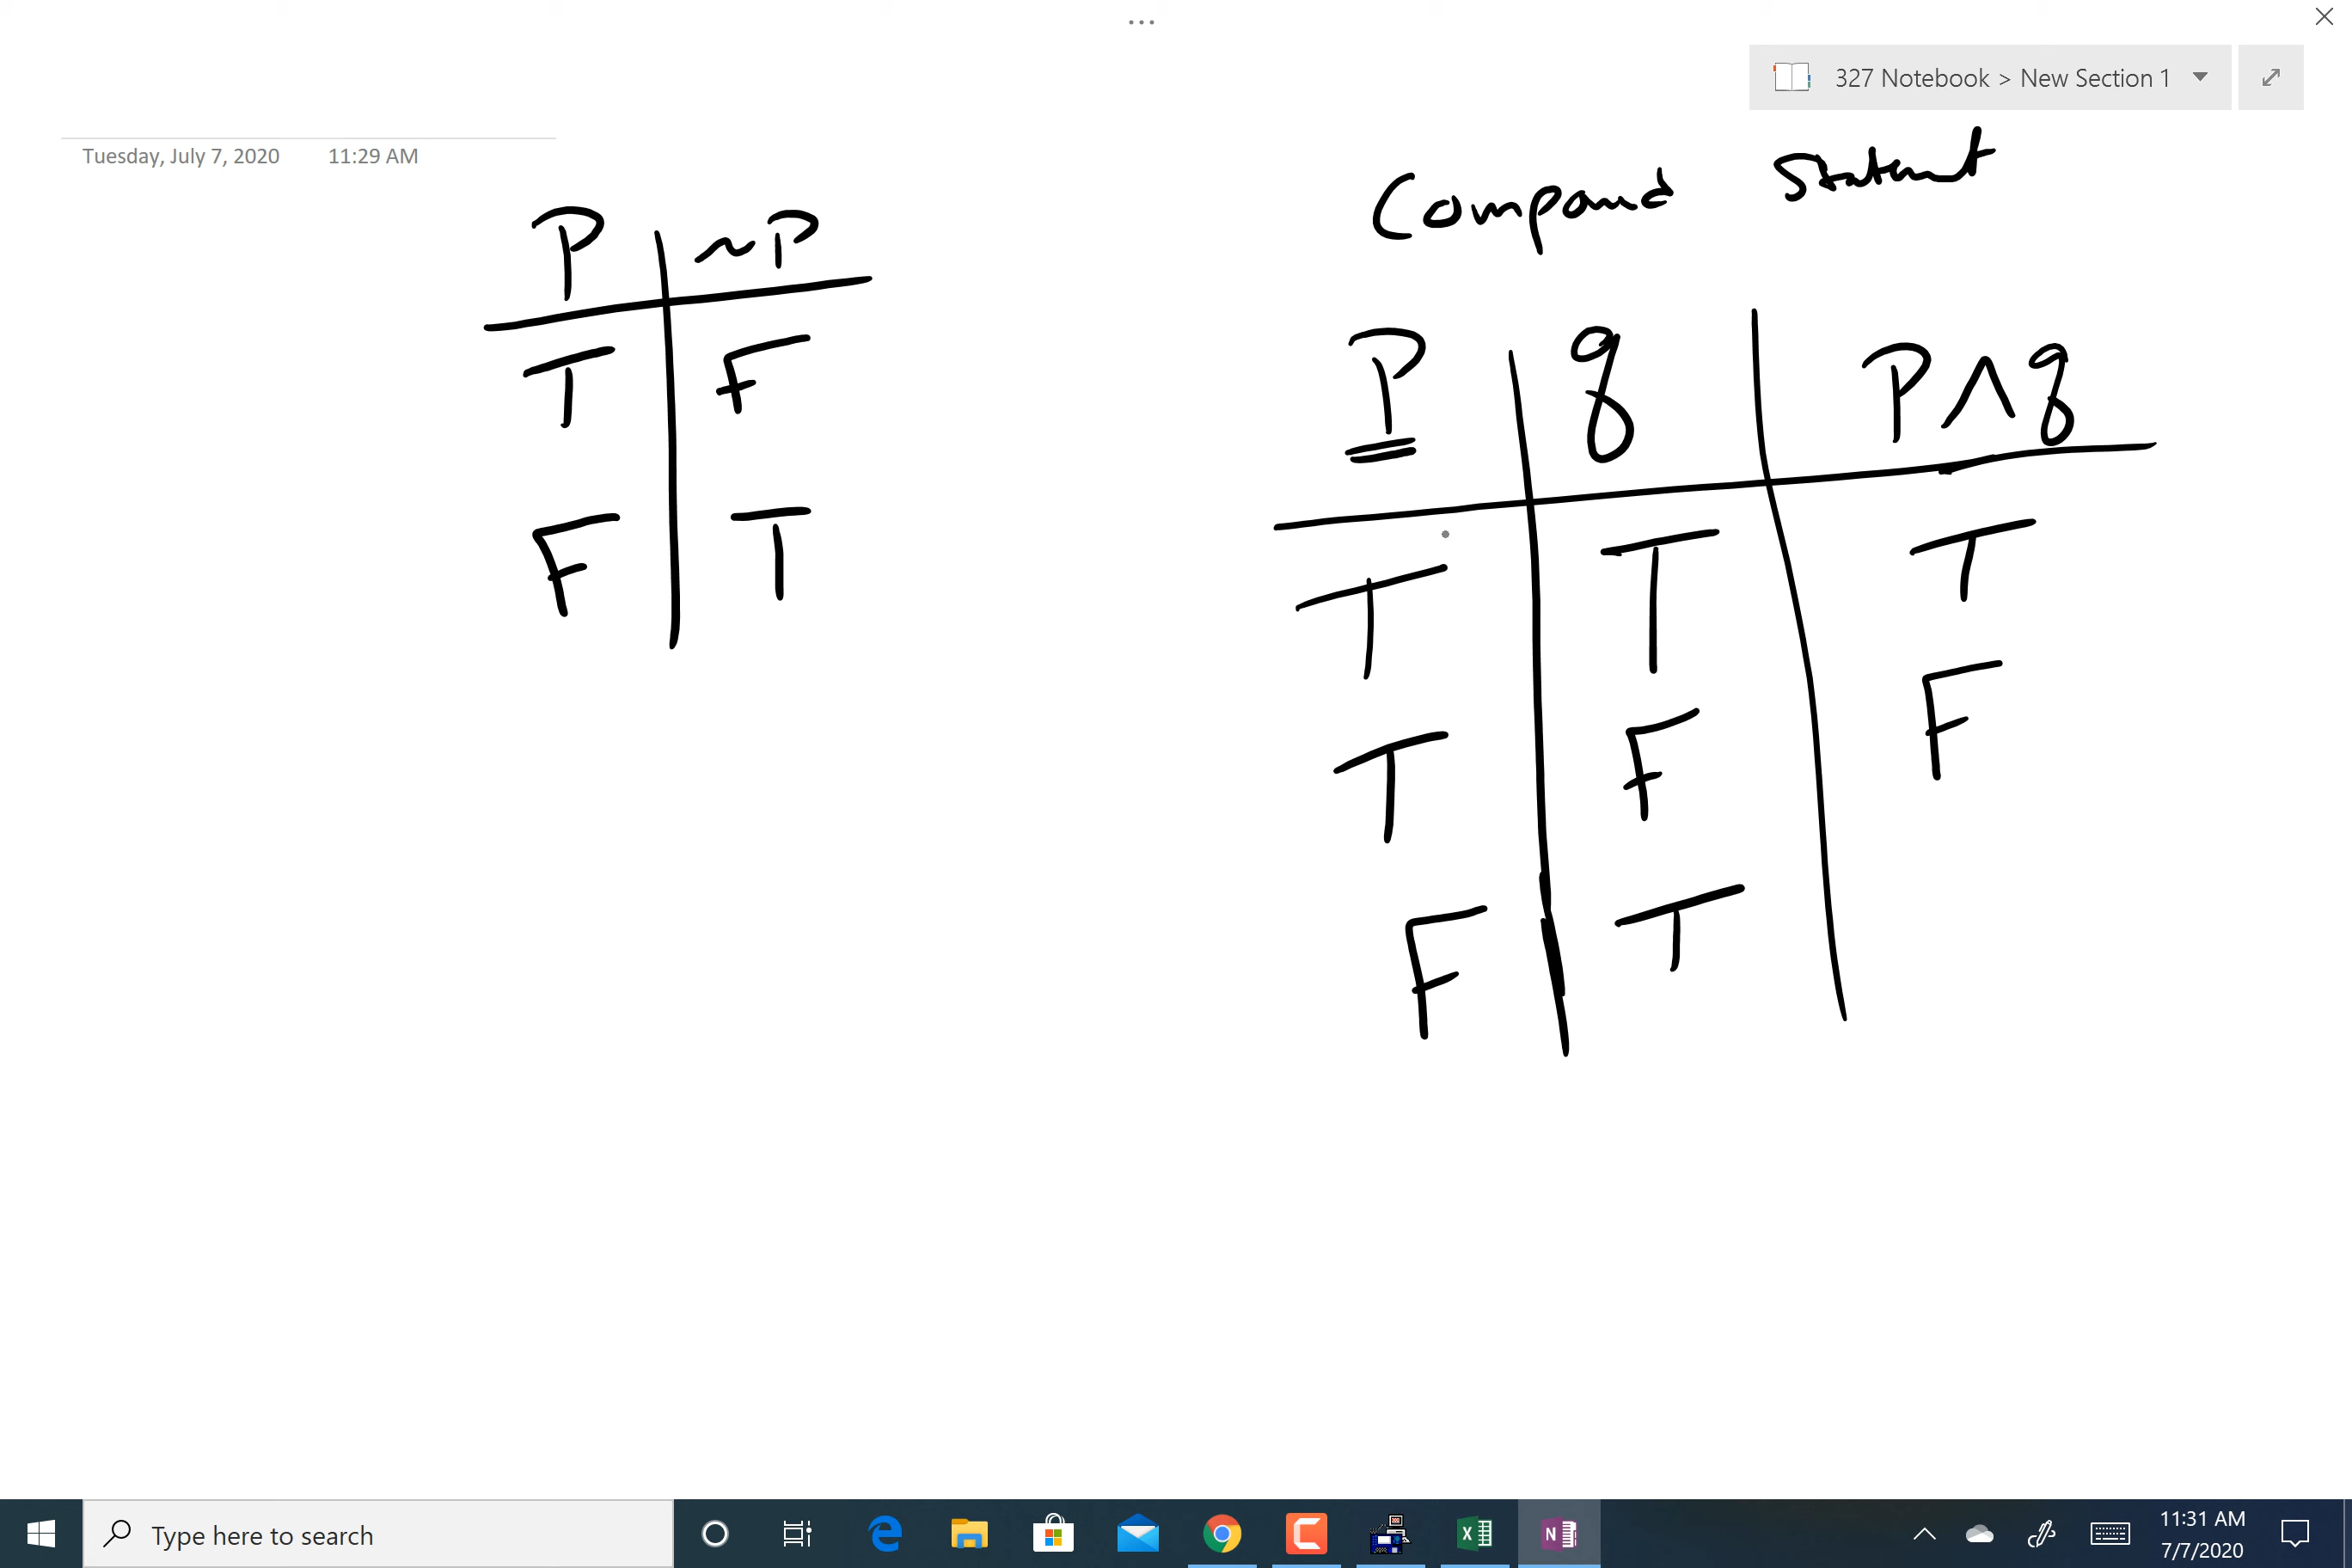 327 Notebook > New Section 1
Tuesday, July 7, 2020 11:29 AM
Compound Statement
P ~P
T F
F T
P q P∧q
T T T
T F F
F T
Type here to search
11:31 AM
7/7/2020